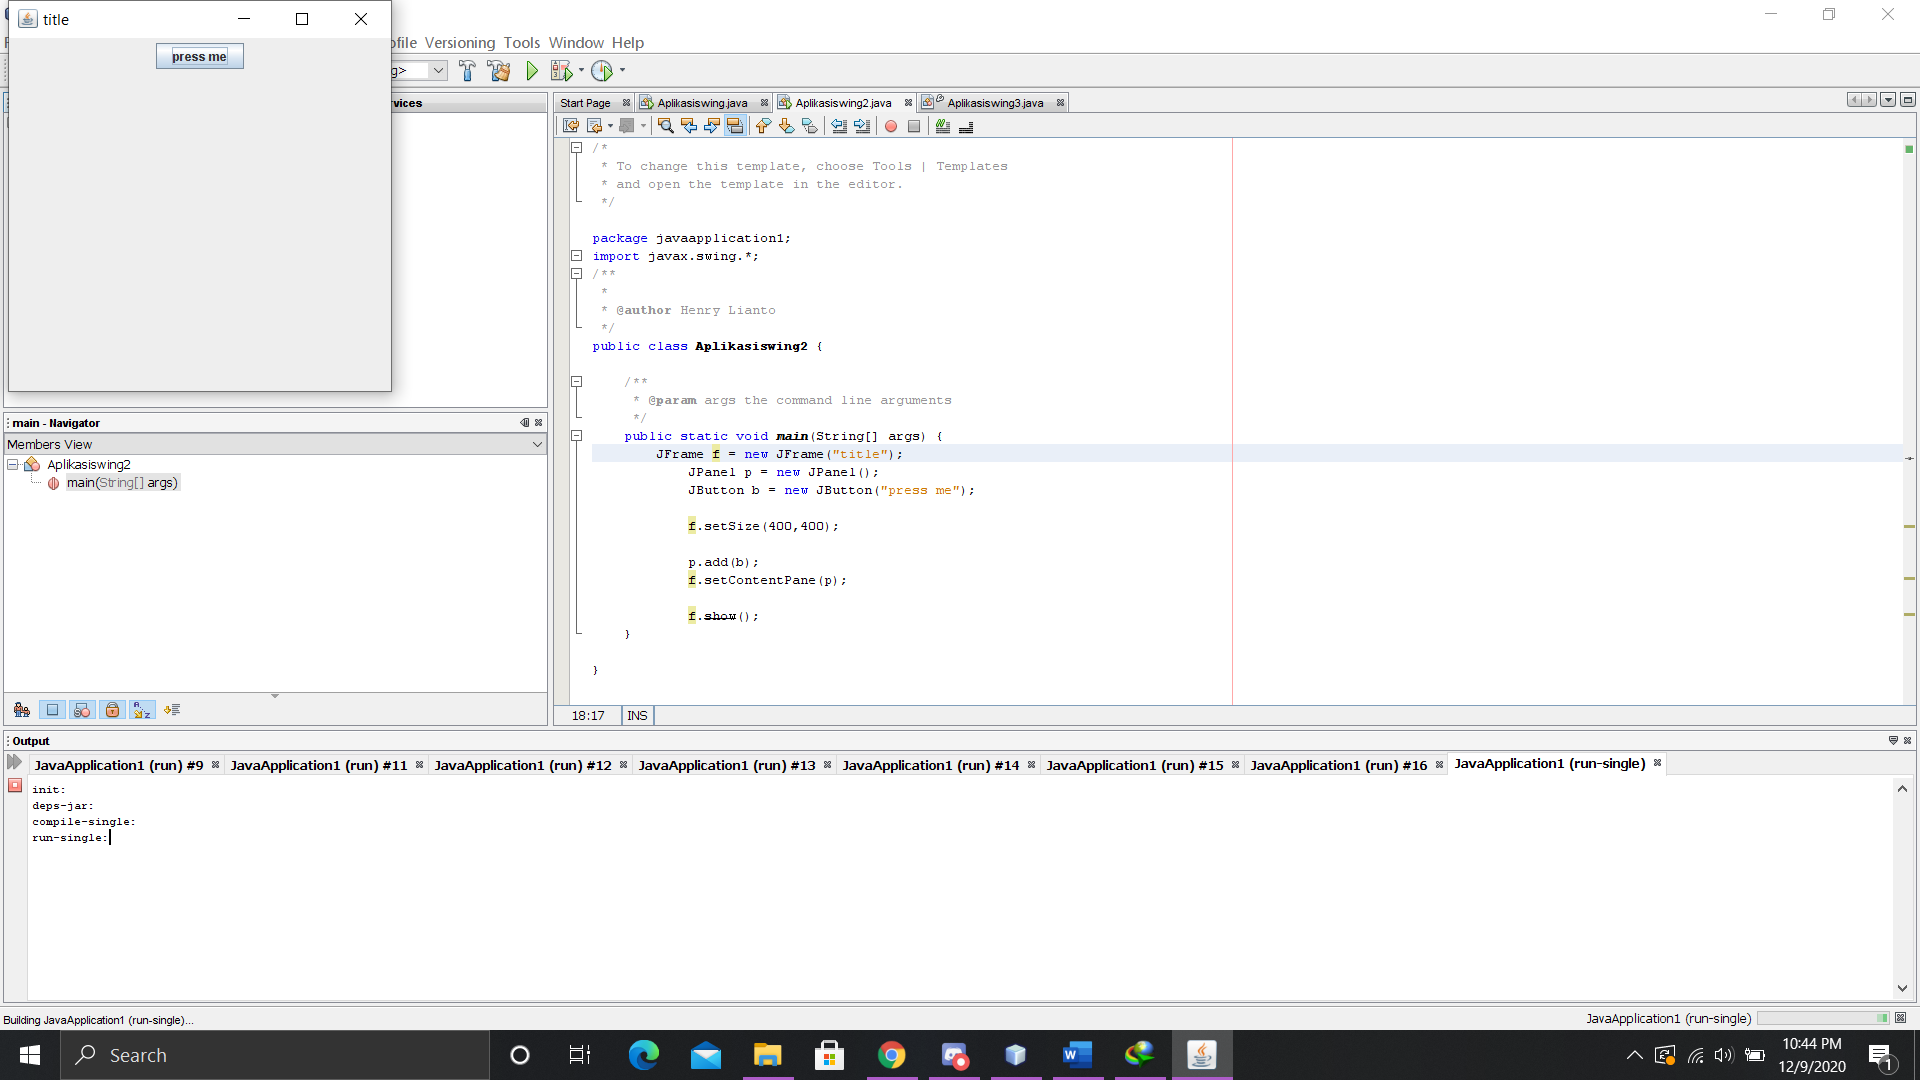 title
press me
ofile Versioning Tools Window Help
g>
rvices
Start Page Aplikasiswing.java Aplikasiswing2.java Aplikasiswing3.java
/*
* To change this template, choose Tools | Templates
* and open the template in the editor.
*/
package javaapplication1;
import javax.swing.*;
/**
*
* @author Henry Lianto
*/
public class Aplikasiswing2 {
/**
* @param args the command line arguments
*/
public static void main(String[] args) {
JFrame f = new JFrame("title");
JPanel p = new JPanel();
JButton b = new JButton("press me");
f.setSize(400,400);
p.add(b);
f.setContentPane(p);
f.show();
}
}
18:17 INS
main - Navigator
Members View
Aplikasiswing2
main(String[] args)
Output
JavaApplication1 (run) #9 JavaApplication1 (run) #11 JavaApplication1 (run) #12 JavaApplication1 (run) #13 JavaApplication1 (run) #14 JavaApplication1 (run) #15 JavaApplication1 (run) #16 JavaApplication1 (run-single)
init:
deps-jar:
compile-single:
run-single:
Building JavaApplication1 (run-single)...
JavaApplication1 (run-single)
Search
10:44 PM
12/9/2020
1